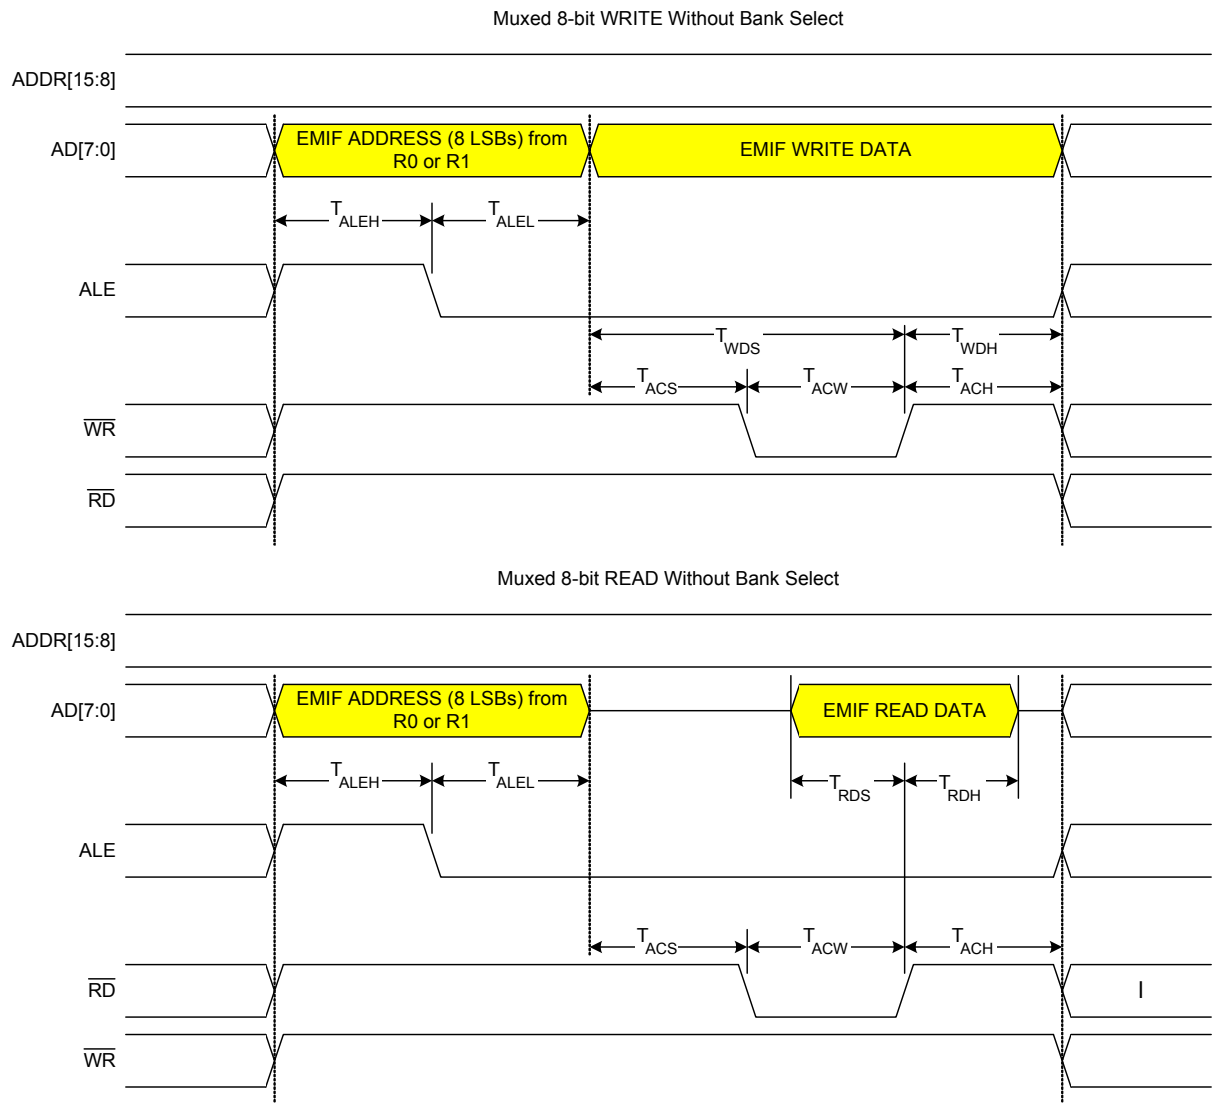 Muxed 8-bit WRITE Without Bank Select
ADDR[15:8]
AD[7:0]
EMIF ADDRESS (8 LSBs) from
R0 or R1
EMIF WRITE DATA
TALEH
TALEL
ALE
TWDS
TWDH
TACS
TACW
TACH
WR
RD
Muxed 8-bit READ Without Bank Select
ADDR[15:8]
AD[7:0]
EMIF ADDRESS (8 LSBs) from
R0 or R1
EMIF READ DATA
TALEH
TALEL
TRDS
TRDH
ALE
TACS
TACW
TACH
RD
I
WR